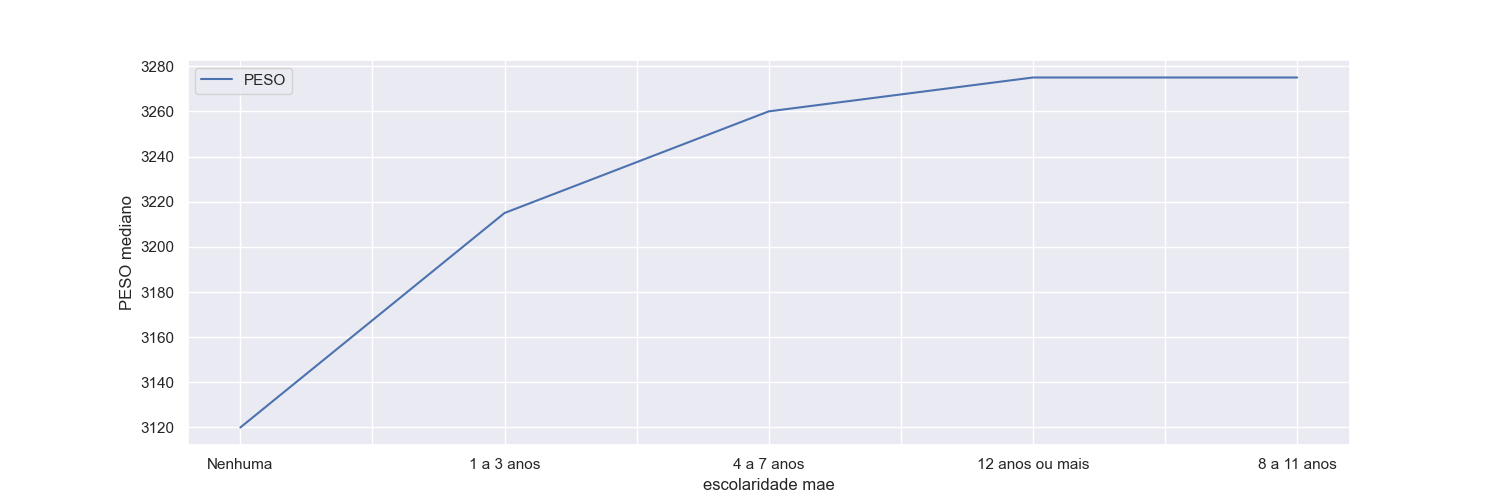 PESO
3280
3260
3240
3220
3200
3180
3160
3140
3120
PESO mediano
Nenhuma 1 a 3 anos 4 a 7 anos 12 anos ou mais 8 a 11 anos
escolaridade mae